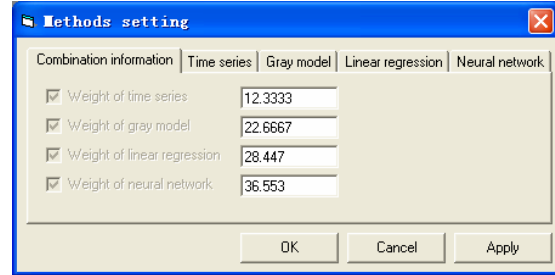 Methods setting
Combination information Time series Gray model Linear regression Neural network
Weight of time series 12.3333
Weight of gray model 22.6667
Weight of linear regression 28.447
Weight of neural network 36.553
OK Cancel Apply